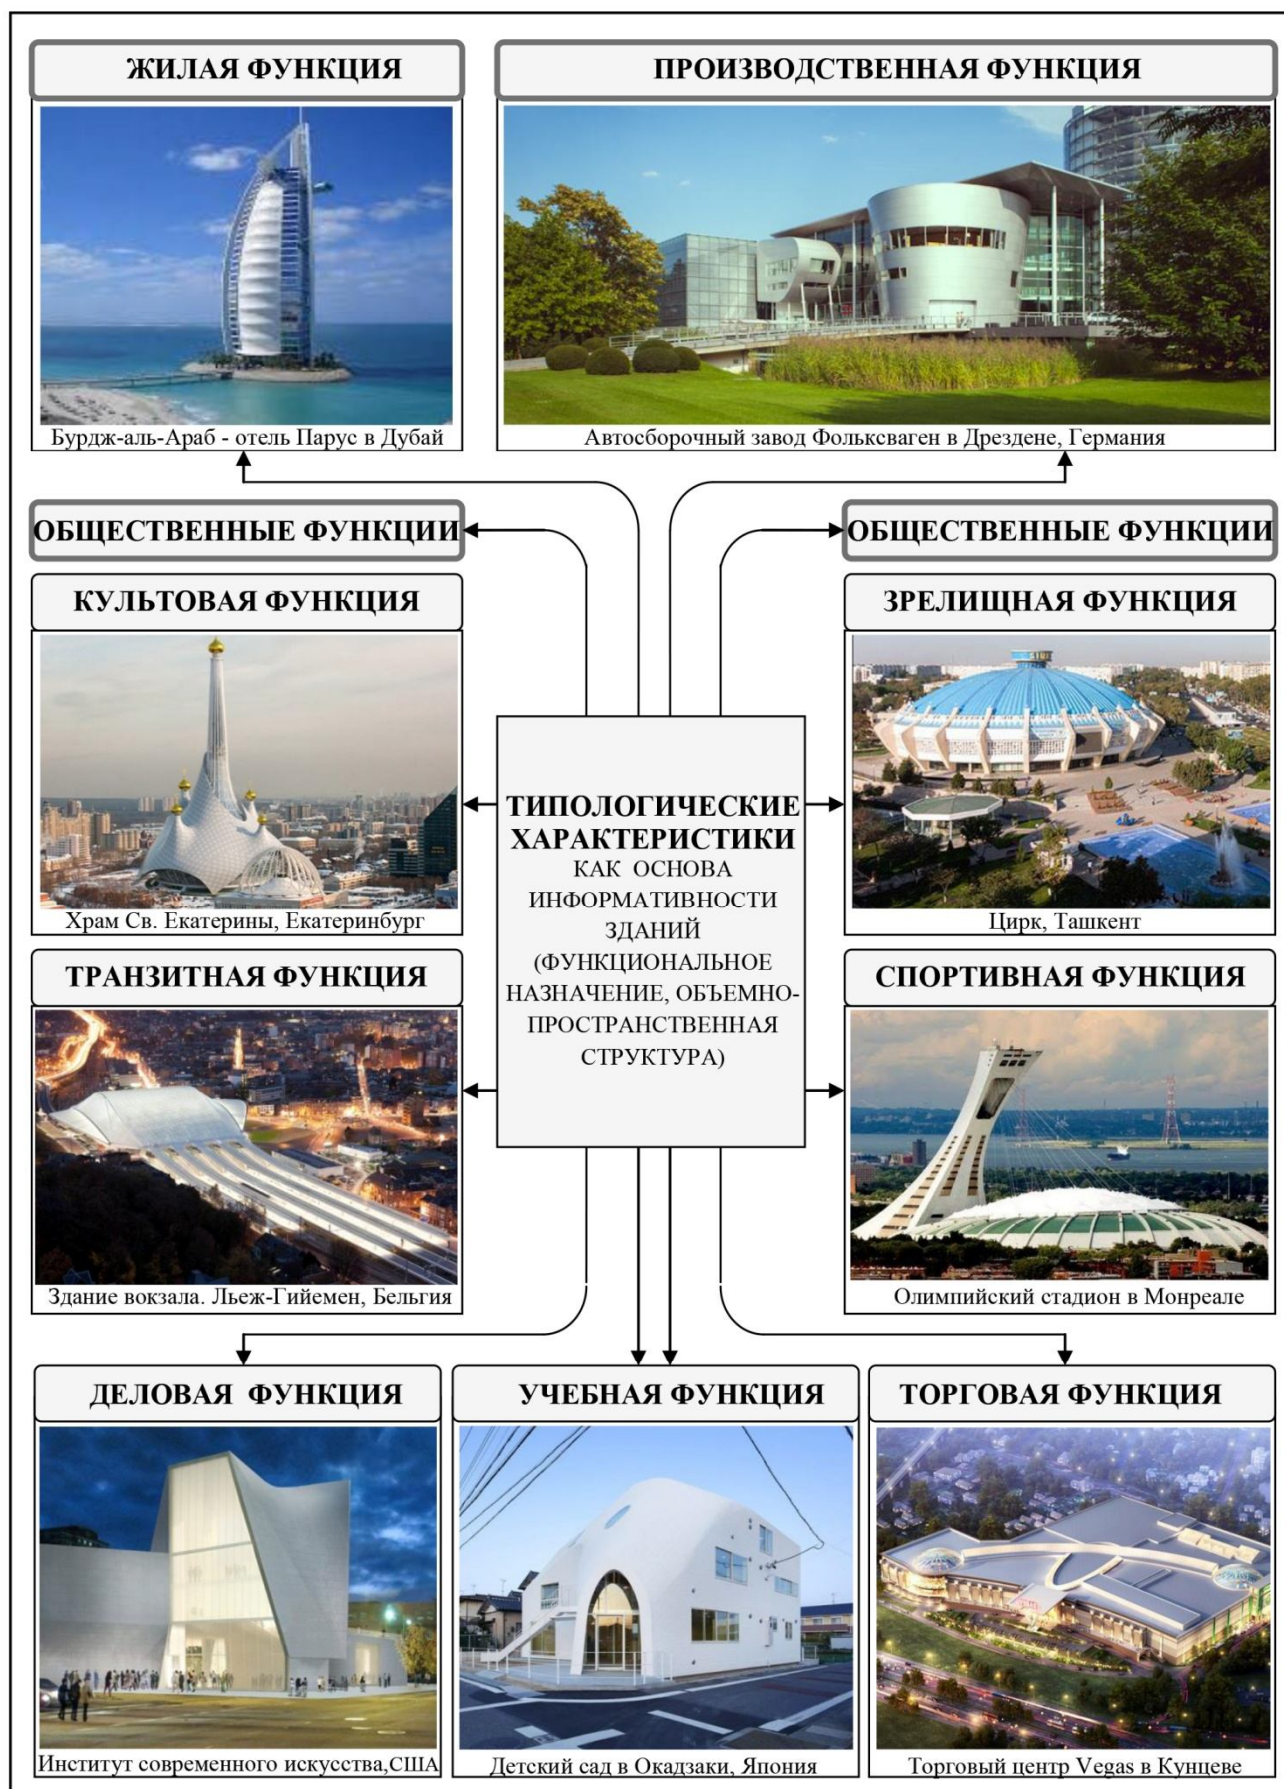 ЖИЛАЯ ФУНКЦИЯ
ПРОИЗВОДСТВЕННАЯ ФУНКЦИЯ
Бурдж-аль-Араб - отель Парус в Дубай
Автосборочный завод Фольксваген в Дрездене, Германия
ОБЩЕСТВЕННЫЕ ФУНКЦИИ
ОБЩЕСТВЕННЫЕ ФУНКЦИИ
КУЛЬТОВАЯ ФУНКЦИЯ
ЗРЕЛИЩНАЯ ФУНКЦИЯ
Храм Св. Екатерины, Екатеринбург
Цирк, Ташкент
ТИПОЛОГИЧЕСКИЕ
ХАРАКТЕРИСТИКИ
КАК ОСНОВА
ИНФОРМАТИВНОСТИ
ЗДАНИЙ
(ФУНКЦИОНАЛЬНОЕ
НАЗНАЧЕНИЕ, ОБЪЕМНО-
ПРОСТРАНСТВЕННАЯ
СТРУКТУРА)
ТРАНЗИТНАЯ ФУНКЦИЯ
СПОРТИВНАЯ ФУНКЦИЯ
Здание вокзала. Льеж-Гийемен, Бельгия
Олимпийский стадион в Монреале
ДЕЛОВАЯ ФУНКЦИЯ
УЧЕБНАЯ ФУНКЦИЯ
ТОРГОВАЯ ФУНКЦИЯ
Институт современного искусства,США
Детский сад в Окадзаки, Япония
Торговый центр Vegas в Кунцеве